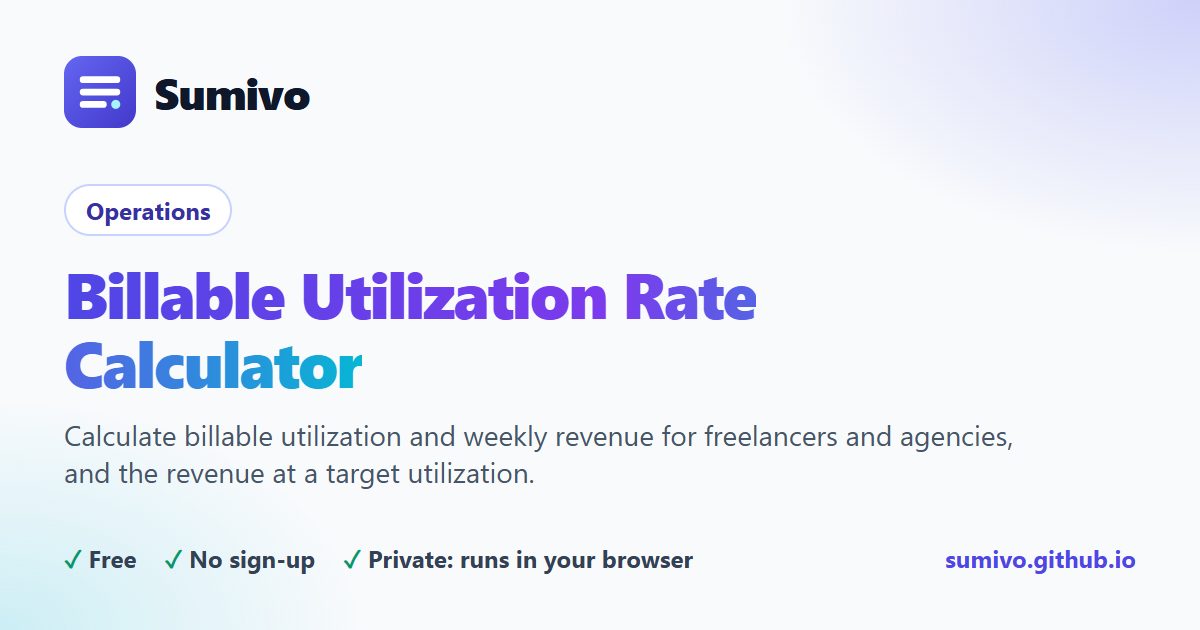 Sumivo
Operations
Billable Utilization Rate
Calculator
Calculate billable utilization and weekly revenue for freelancers and agencies,
and the revenue at a target utilization.
✓ Free ✓ No sign-up ✓ Private: runs in your browser
sumivo.github.io